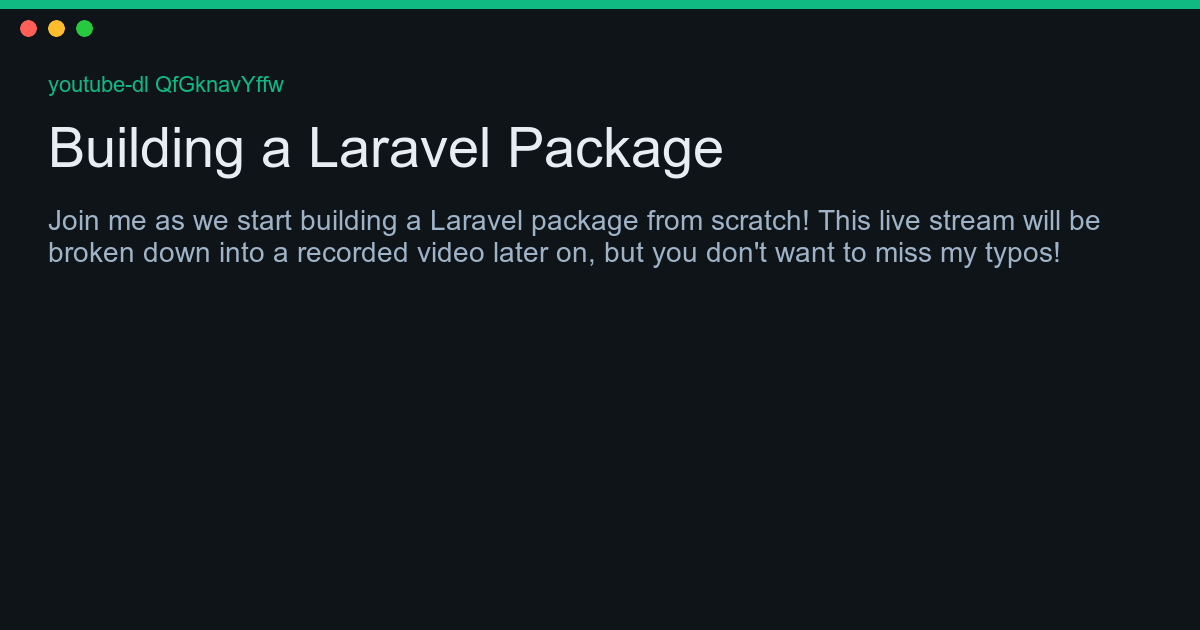 youtube-dl QfGknavYffw
Building a Laravel Package
Join me as we start building a Laravel package from scratch! This live stream will be
broken down into a recorded video later on, but you don't want to miss my typos!